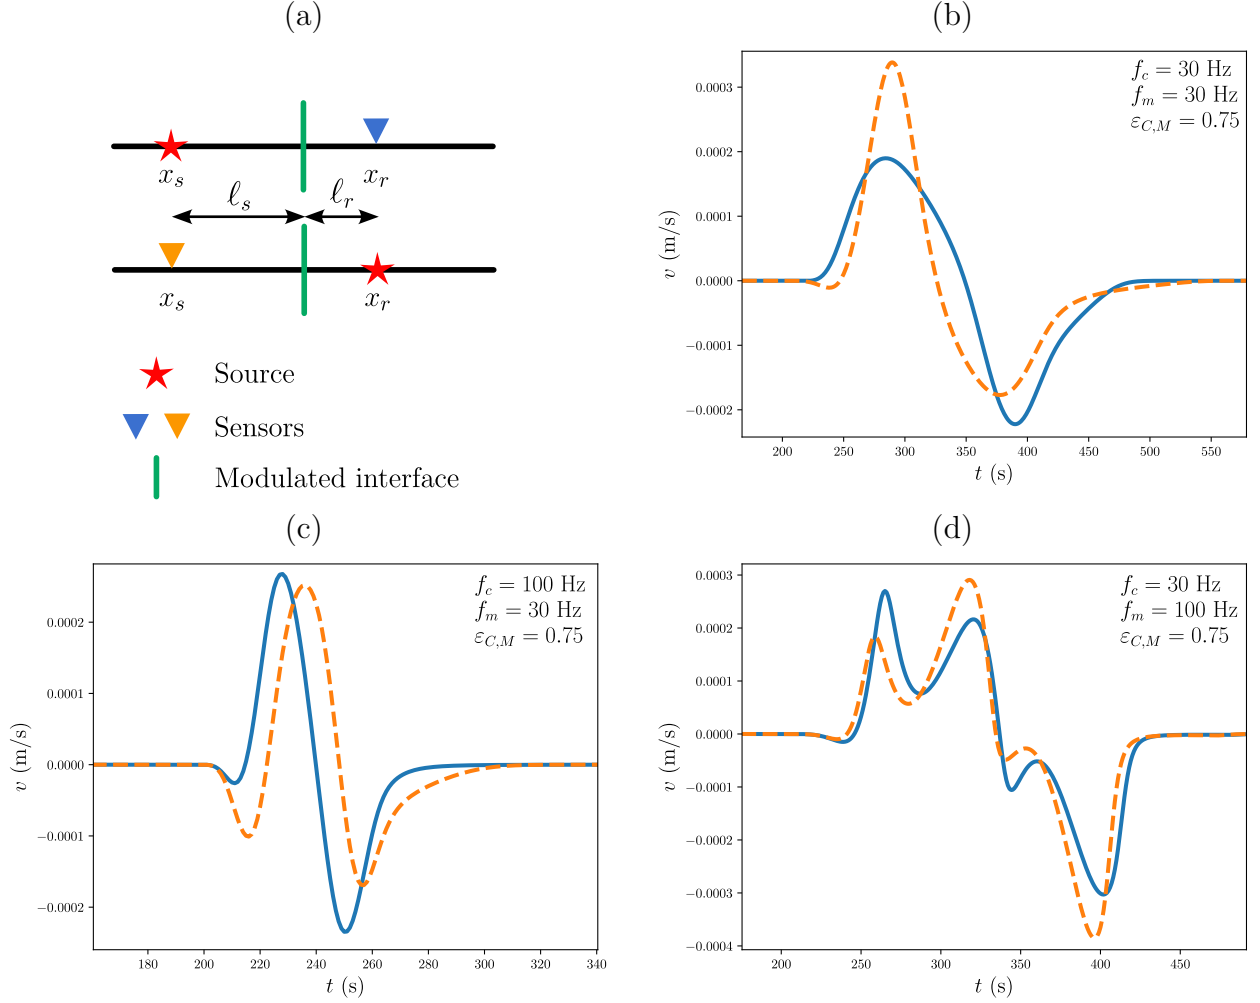 (a)
x_s
x_r
ℓ_s
ℓ_r
x_s
x_r
Source
Sensors
Modulated interface
(b)
f_c = 30 Hz
f_m = 30 Hz
ε_{C,M} = 0.75
v (m/s)
0.0003
0.0002
0.0001
0.0000
−0.0001
−0.0002
200 250 300 350 400 450 500 550
t (s)
(c)
f_c = 100 Hz
f_m = 30 Hz
ε_{C,M} = 0.75
v (m/s)
0.0002
0.0001
0.0000
−0.0001
−0.0002
180 200 220 240 260 280 300 320 340
t (s)
(d)
f_c = 30 Hz
f_m = 100 Hz
ε_{C,M} = 0.75
v (m/s)
0.0003
0.0002
0.0001
0.0000
−0.0001
−0.0002
−0.0003
−0.0004
200 250 300 350 400 450
t (s)